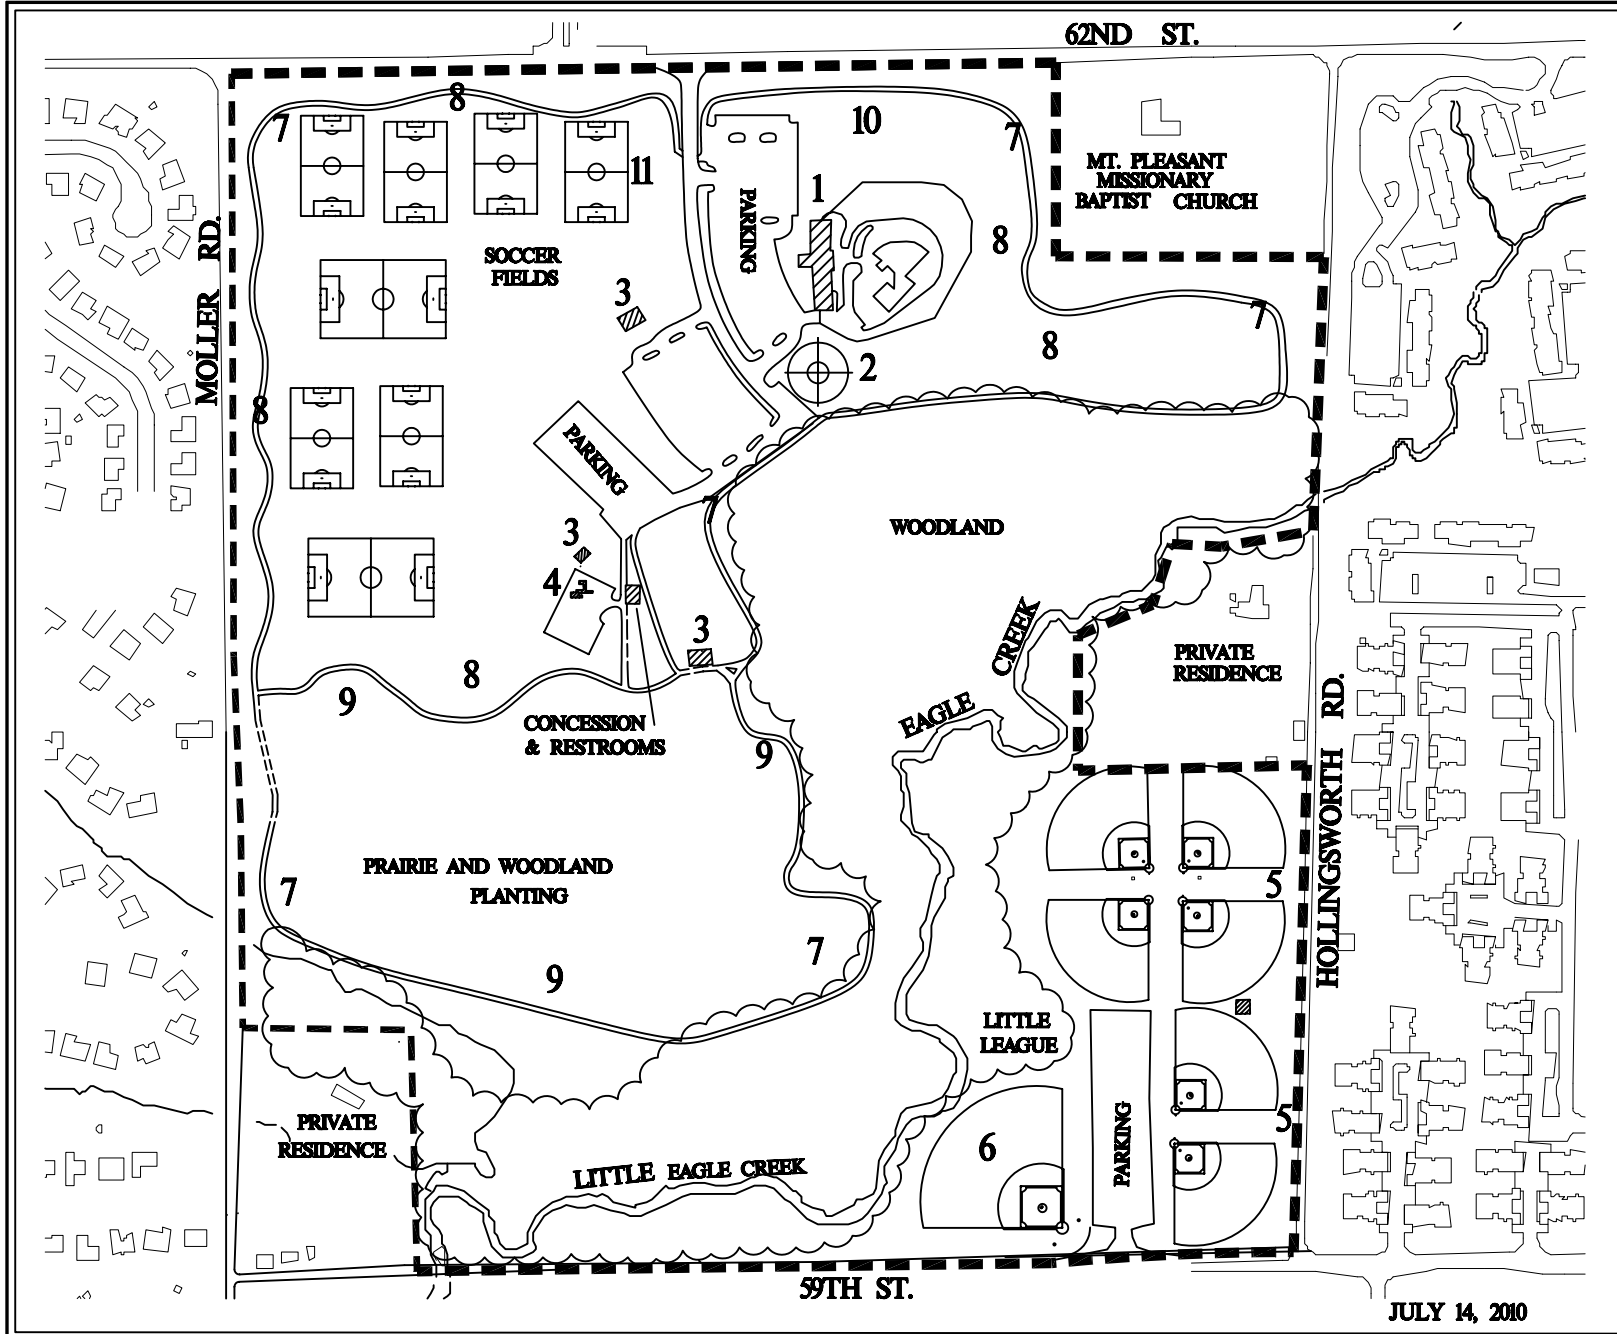 62ND ST.
8
7
10
7
11
1
MT. PLEASANT
MISSIONARY
BAPTIST CHURCH
PARKING
MOLLER RD.
SOCCER
FIELDS
8
3
7
8
2
8
PARKING
7
WOODLAND
3
4
CREEK
3
PRIVATE
RESIDENCE
8
9
EAGLE
CONCESSION
& RESTROOMS
9
HOLLINGSWORTH RD.
PRAIRIE AND WOODLAND
PLANTING
7
5
7
9
LITTLE
LEAGUE
PRIVATE
RESIDENCE
PARKING
5
6
LITTLE EAGLE CREEK
59TH ST.
JULY 14, 2010